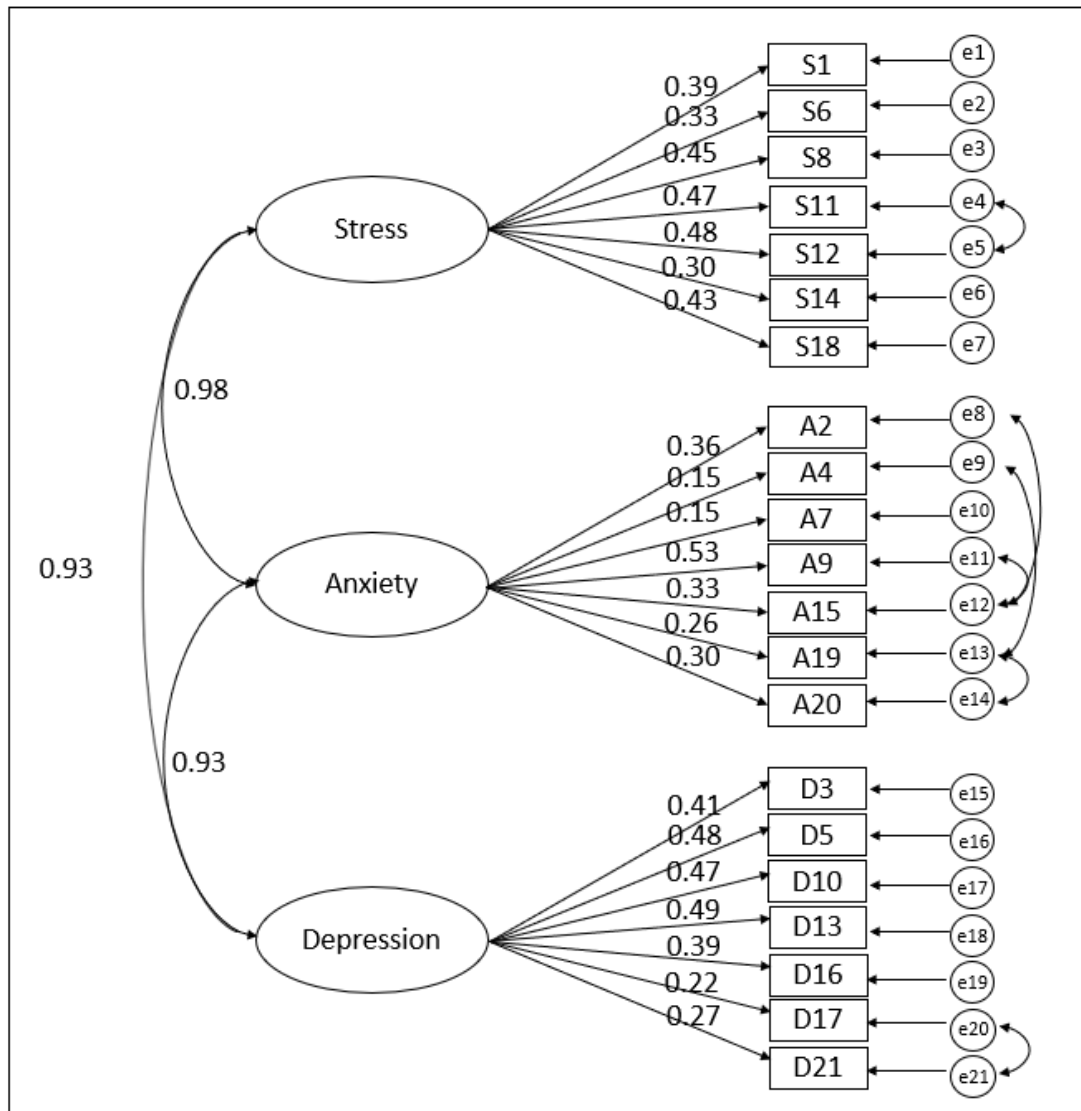 S1
e1
0.39
S6
e2
0.33
S8
e3
0.45
S11
e4
0.47
Stress
S12
e5
0.48
S14
e6
0.30
S18
e7
0.43
0.98
A2
e8
0.36
A4
e9
0.15
A7
e10
0.15
A9
e11
0.53
0.93
Anxiety
A15
e12
0.33
A19
e13
0.26
A20
e14
0.30
0.93
D3
e15
0.41
D5
e16
0.48
D10
e17
0.47
D13
e18
0.49
Depression
D16
e19
0.39
D17
e20
0.22
D21
e21
0.27